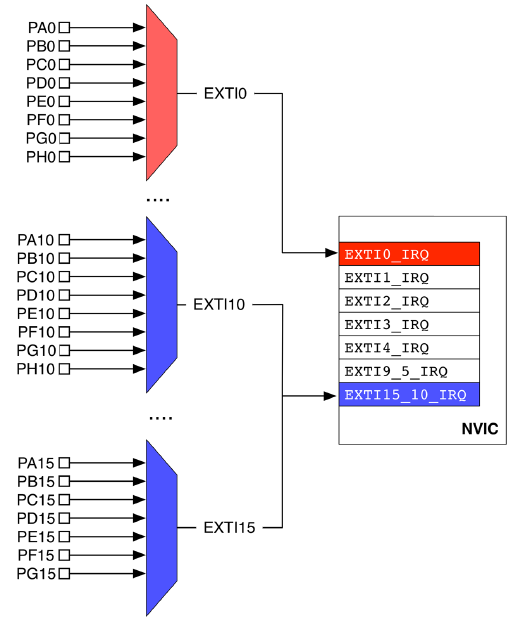 PA0
PB0
PC0
PD0
PE0
PF0
PG0
PH0
EXTI0
....
PA10
PB10
PC10
PD10
PE10
PF10
PG10
PH10
EXTI10
....
PA15
PB15
PC15
PD15
PE15
PF15
PG15
EXTI15
EXTI0_IRQ
EXTI1_IRQ
EXTI2_IRQ
EXTI3_IRQ
EXTI4_IRQ
EXTI9_5_IRQ
EXTI15_10_IRQ
NVIC